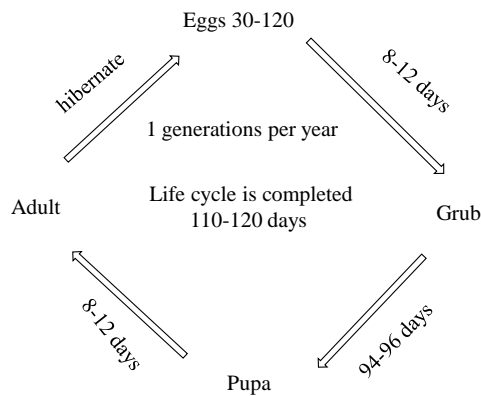 Eggs 30-120
hibernate
8-12 days
1 generations per year
Life cycle is completed
110-120 days
Adult
Grub
8-12 days
94-96 days
Pupa